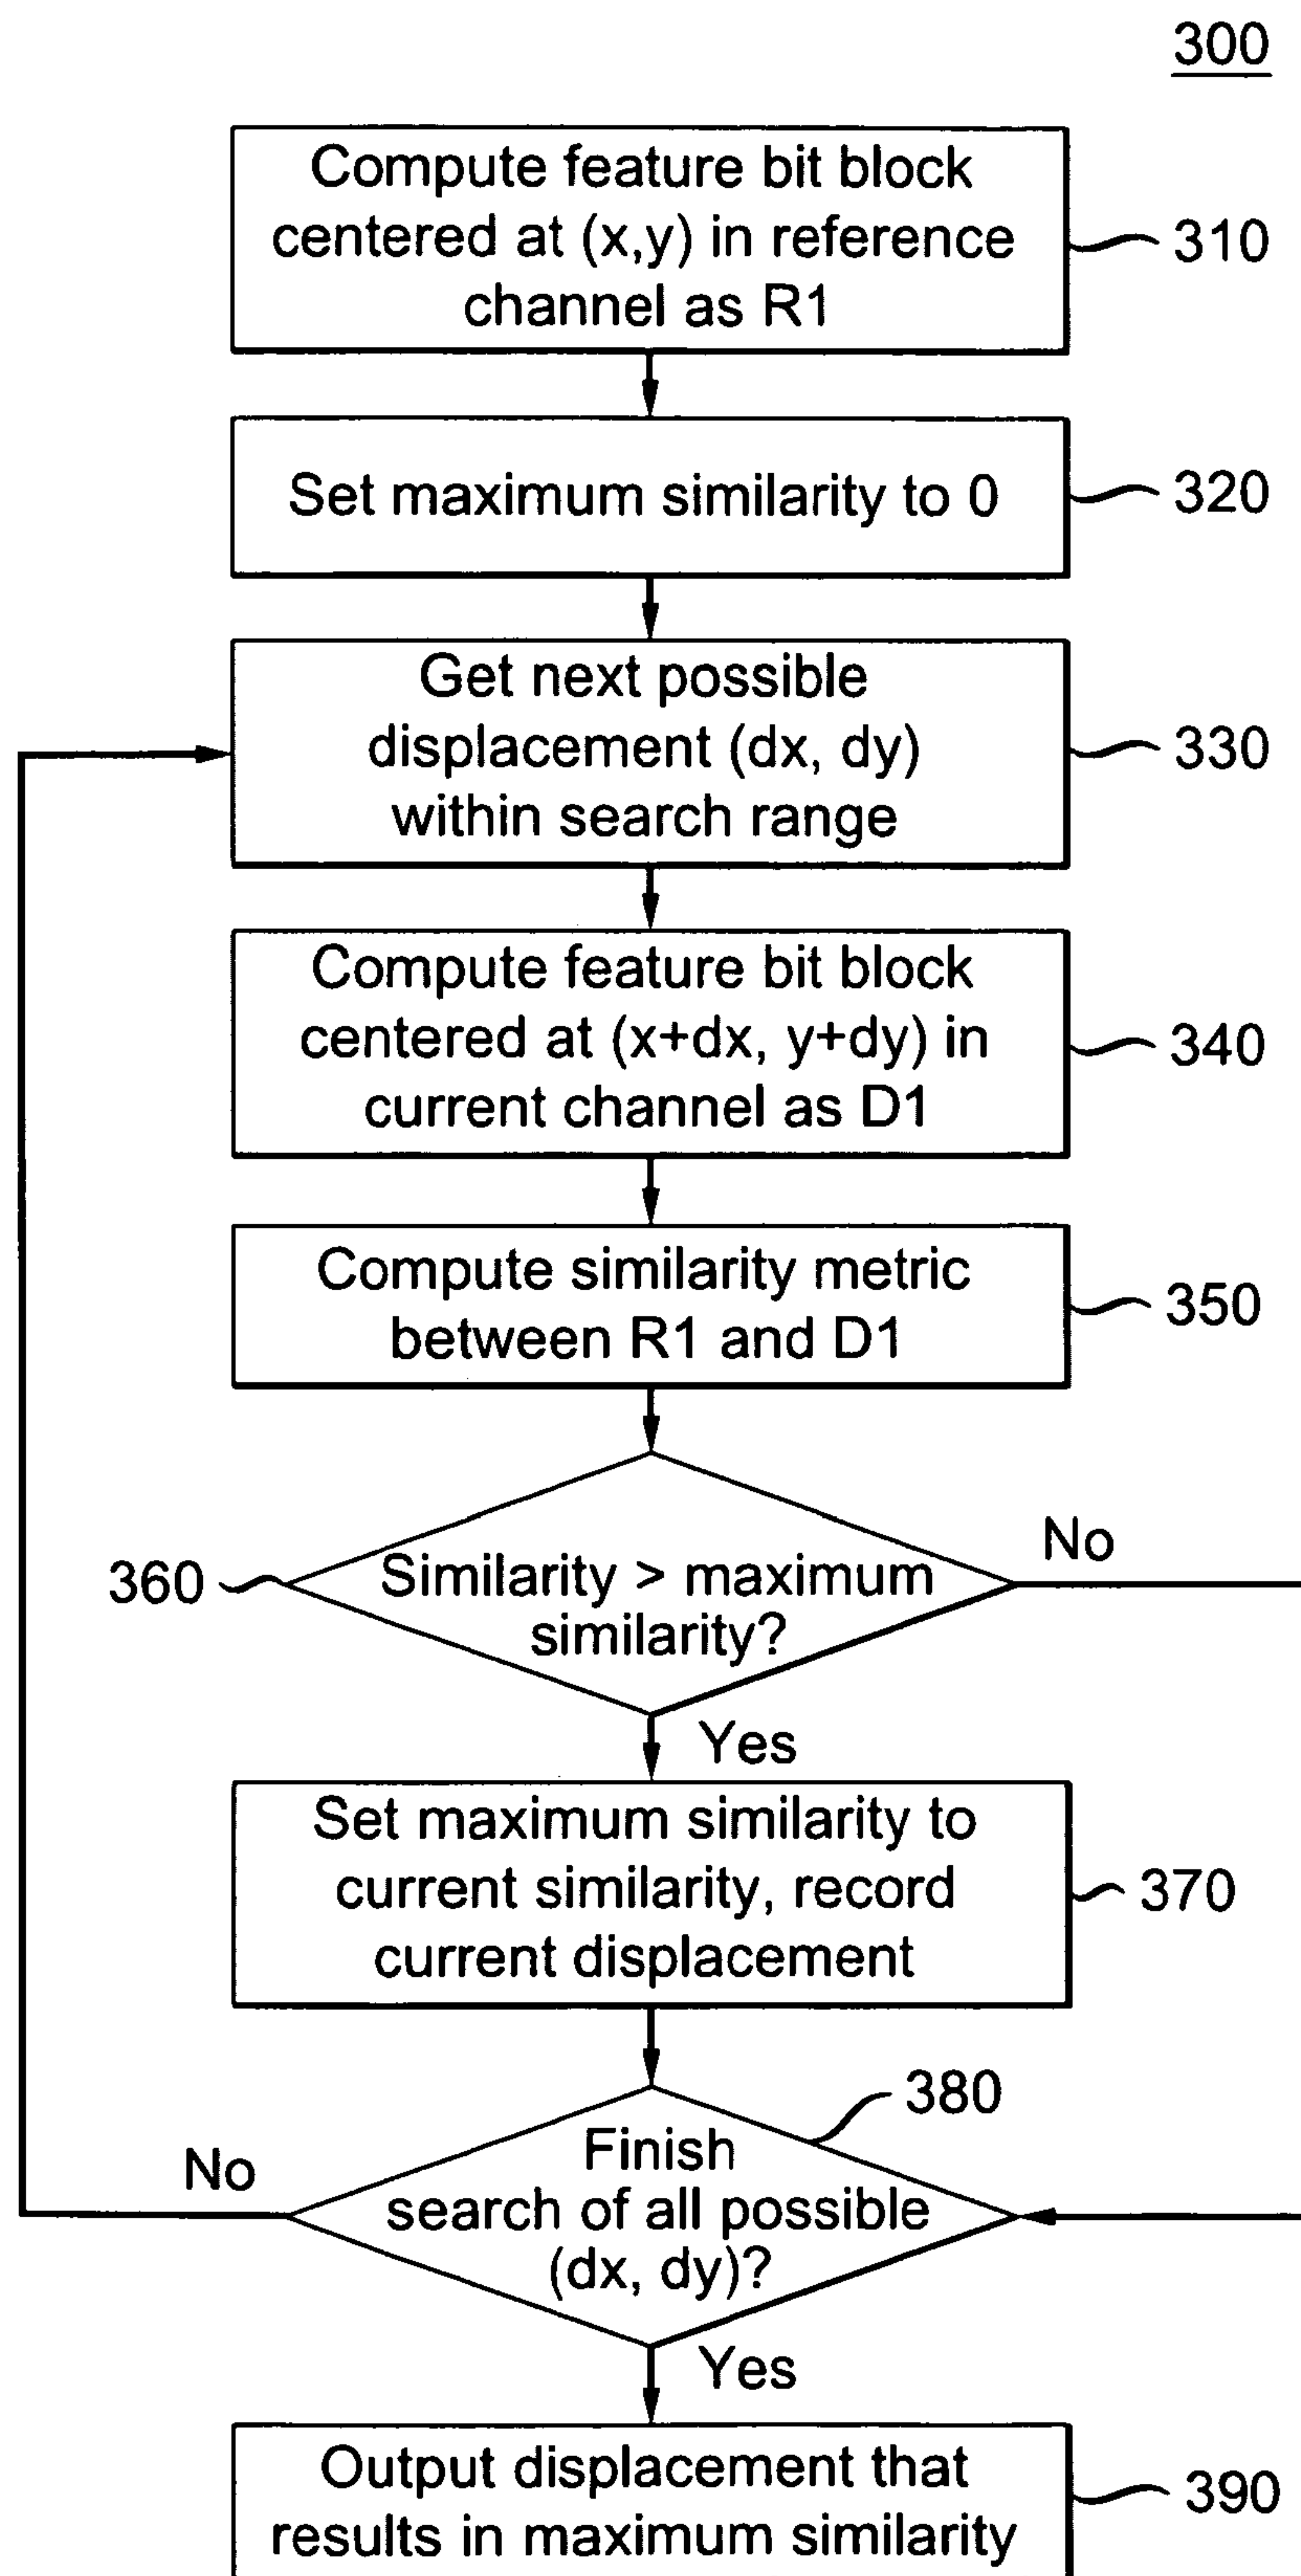 300
Compute feature bit block
centered at (x,y) in reference
channel as R1
310
Set maximum similarity to 0
320
Get next possible
displacement (dx, dy)
within search range
330
Compute feature bit block
centered at (x+dx, y+dy) in
current channel as D1
340
Compute similarity metric
between R1 and D1
350
360
Similarity > maximum
similarity?
No
Yes
Set maximum similarity to
current similarity, record
current displacement
370
380
Finish
search of all possible
(dx, dy)?
No
Yes
Output displacement that
results in maximum similarity
390